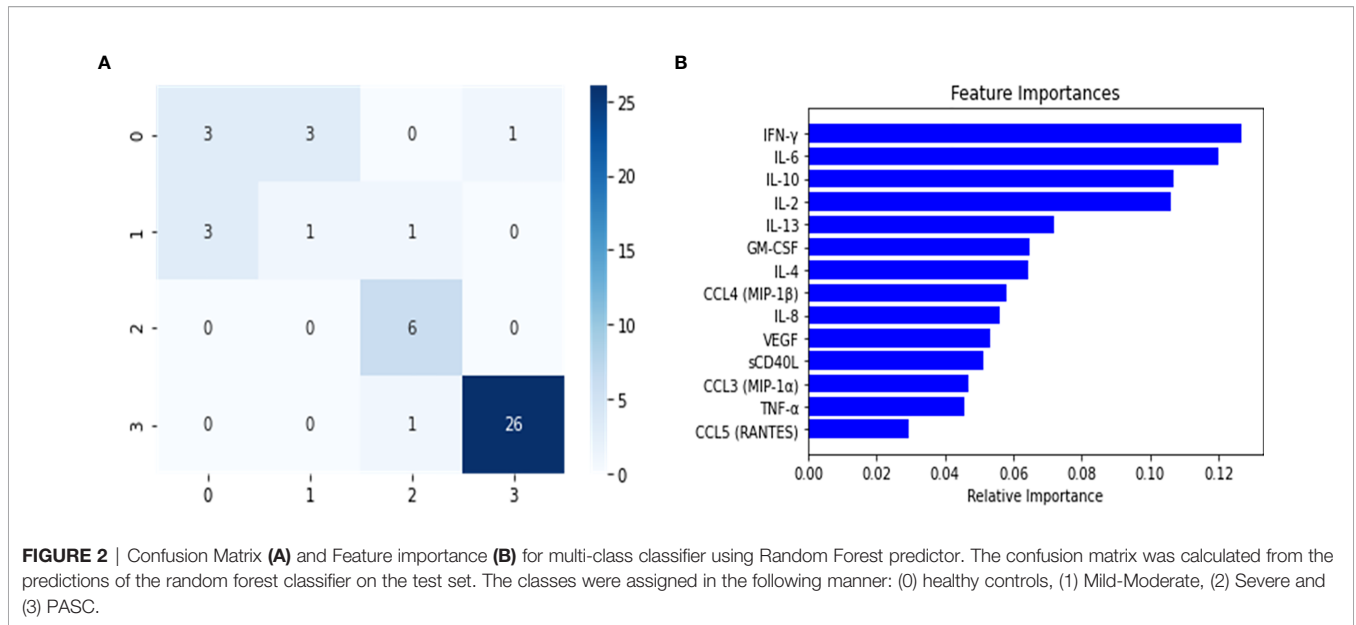 A
0
3
3
0
1
1
3
1
1
0
2
0
0
6
0
3
0
0
1
26
0
1
2
3
25
20
15
10
5
0
B
Feature Importances
IFN-γ
IL-6
IL-10
IL-2
IL-13
GM-CSF
IL-4
CCL4 (MIP-1β)
IL-8
VEGF
sCD40L
CCL3 (MIP-1α)
TNF-α
CCL5 (RANTES)
0.00 0.02 0.04 0.06 0.08 0.10 0.12
Relative Importance
FIGURE 2 | Confusion Matrix (A) and Feature importance (B) for multi-class classifier using Random Forest predictor. The confusion matrix was calculated from the
predictions of the random forest classifier on the test set. The classes were assigned in the following manner: (0) healthy controls, (1) Mild-Moderate, (2) Severe and
(3) PASC.